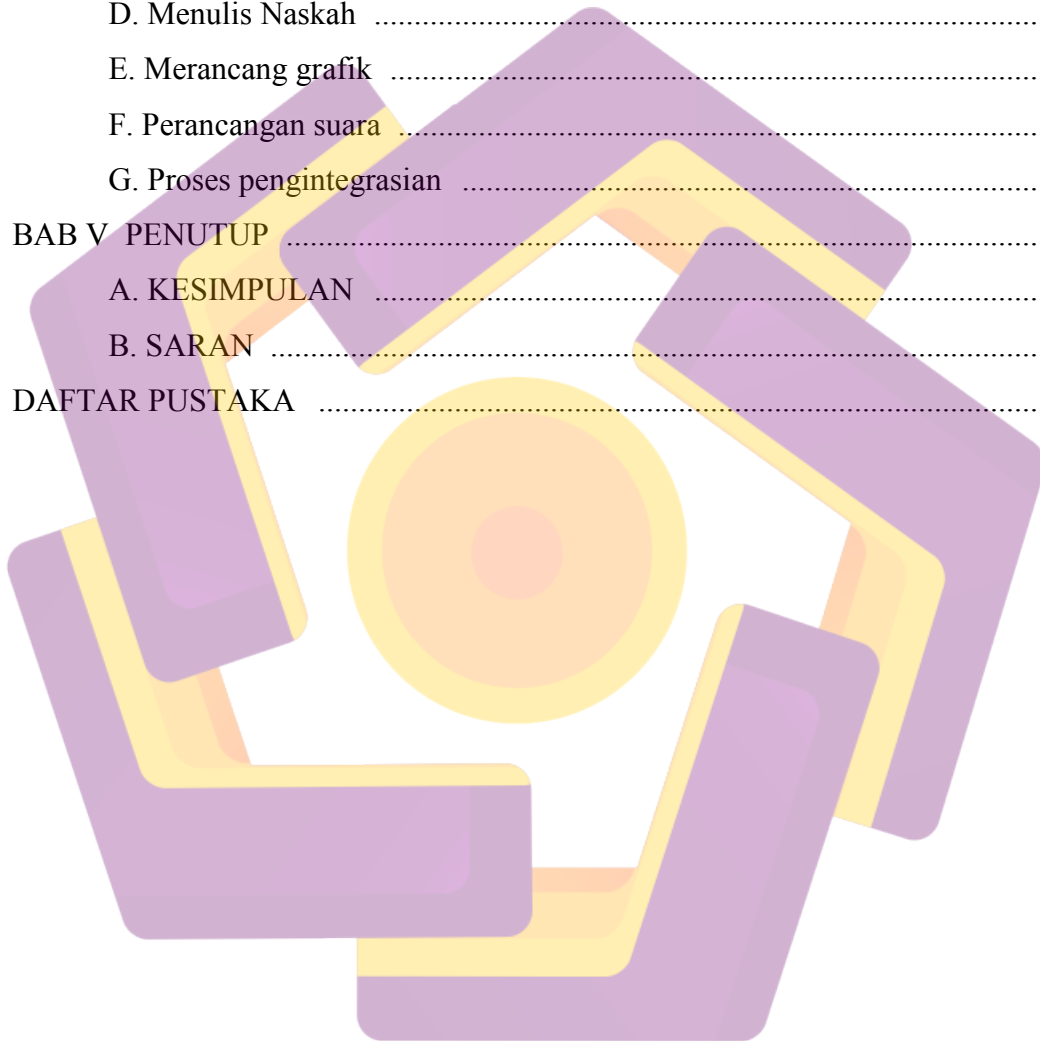 D. Menulis Naskah ........................................................................................
E. Merancang grafik ......................................................................................
F. Perancangan suara .....................................................................................
G. Proses pengintegrasian ..............................................................................
BAB V PENUTUP ..........................................................................................
A. KESIMPULAN ........................................................................................
B. SARAN ...................................................................................................
DAFTAR PUSTAKA .....................................................................................